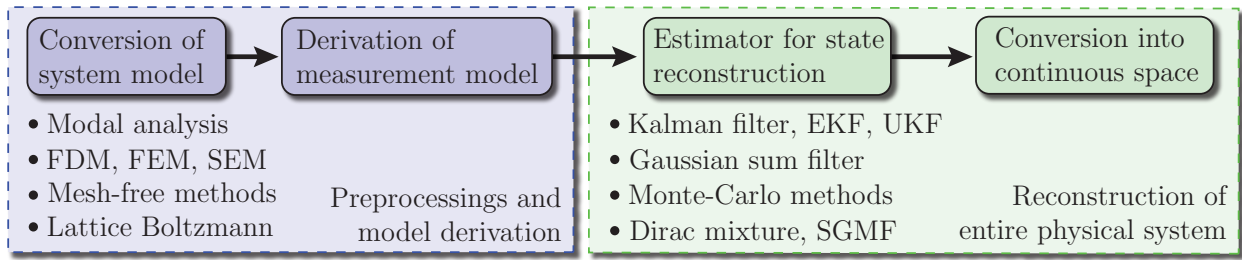 Conversion of
system model
Derivation of
measurement model
• Modal analysis
• FDM, FEM, SEM
• Mesh-free methods
• Lattice Boltzmann
Preprocessings and
model derivation
Estimator for state
reconstruction
Conversion into
continuous space
• Kalman filter, EKF, UKF
• Gaussian sum filter
• Monte-Carlo methods
• Dirac mixture, SGMF
Reconstruction of
entire physical system